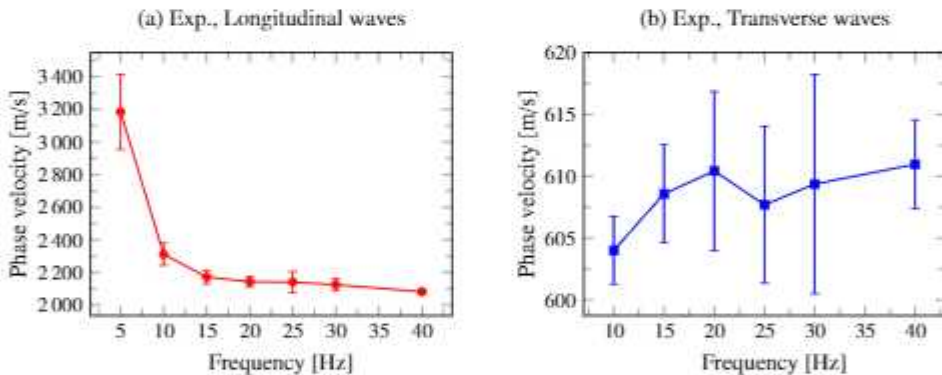 (a) Exp., Longitudinal waves
3 400
3 200
3 000
2 800
2 600
2 400
2 200
2 000
Phase velocity [m/s]
5 10 15 20 25 30 40
Frequency [Hz]
(b) Exp., Transverse waves
620
615
610
605
600
Phase velocity [m/s]
10 15 20 25 30 40
Frequency [Hz]